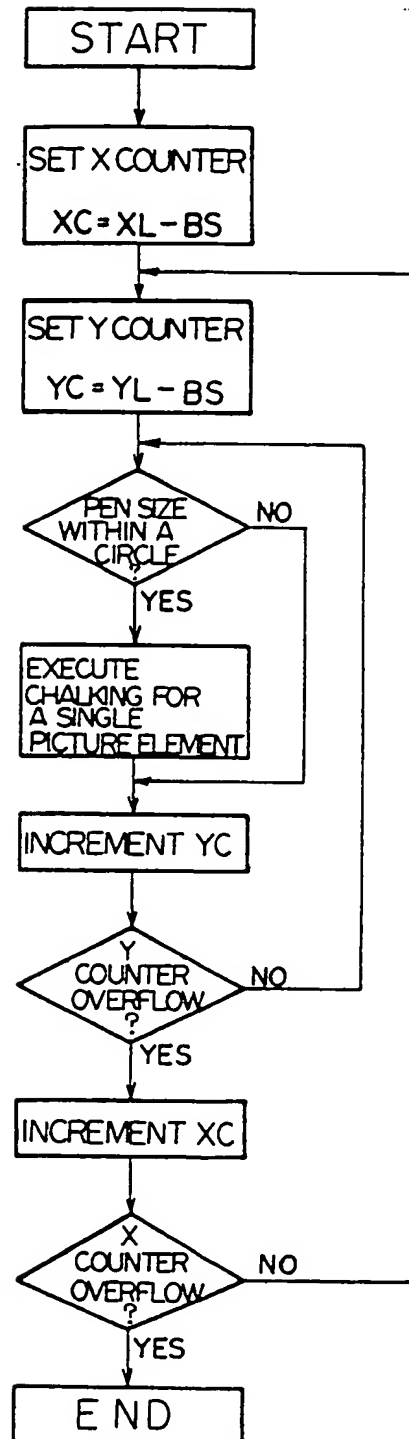 START
SET X COUNTER
XC = XL - BS
SET Y COUNTER
YC = YL - BS
PEN SIZE
WITHIN A
CIRCLE
?
NO
YES
EXECUTE
CHALKING FOR
A SINGLE
PICTURE ELEMENT
INCREMENT YC
Y
COUNTER
OVERFLOW
?
NO
YES
INCREMENT XC
X
COUNTER
OVERFLOW
?
NO
YES
END